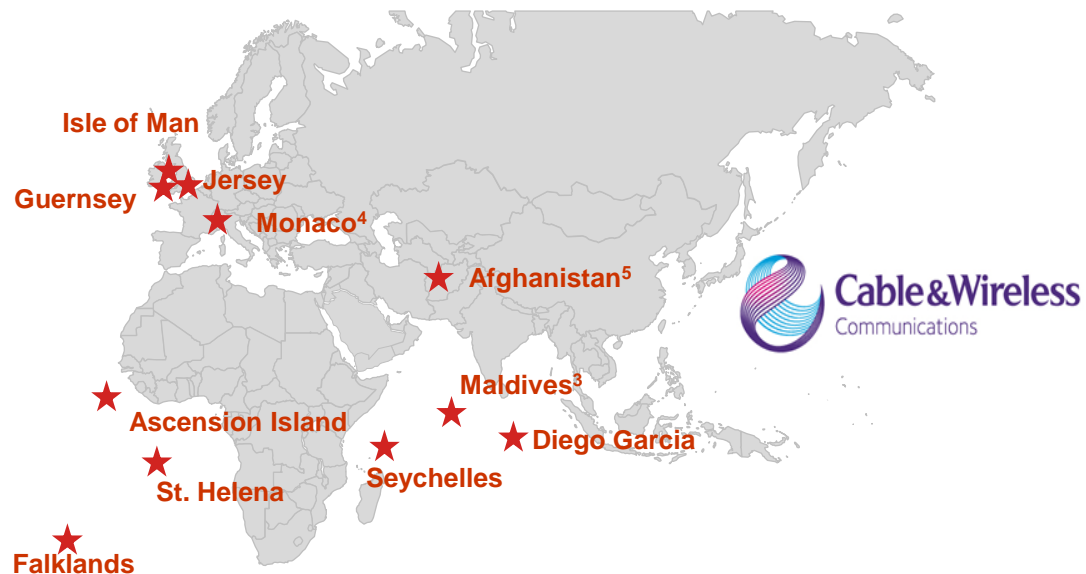 Isle of Man
Jersey
Guernsey
Monaco⁴
Afghanistan⁵
Cable&Wireless
Communications
Maldives³
Ascension Island
Diego Garcia
Seychelles
St. Helena
Falklands